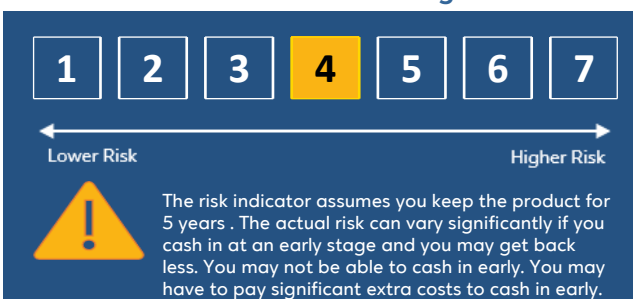 1 2 3 4 5 6 7
Lower Risk Higher Risk
!
The risk indicator assumes you keep the product for
5 years . The actual risk can vary significantly if you
cash in at an early stage and you may get back
less. You may not be able to cash in early. You may
have to pay significant extra costs to cash in early.